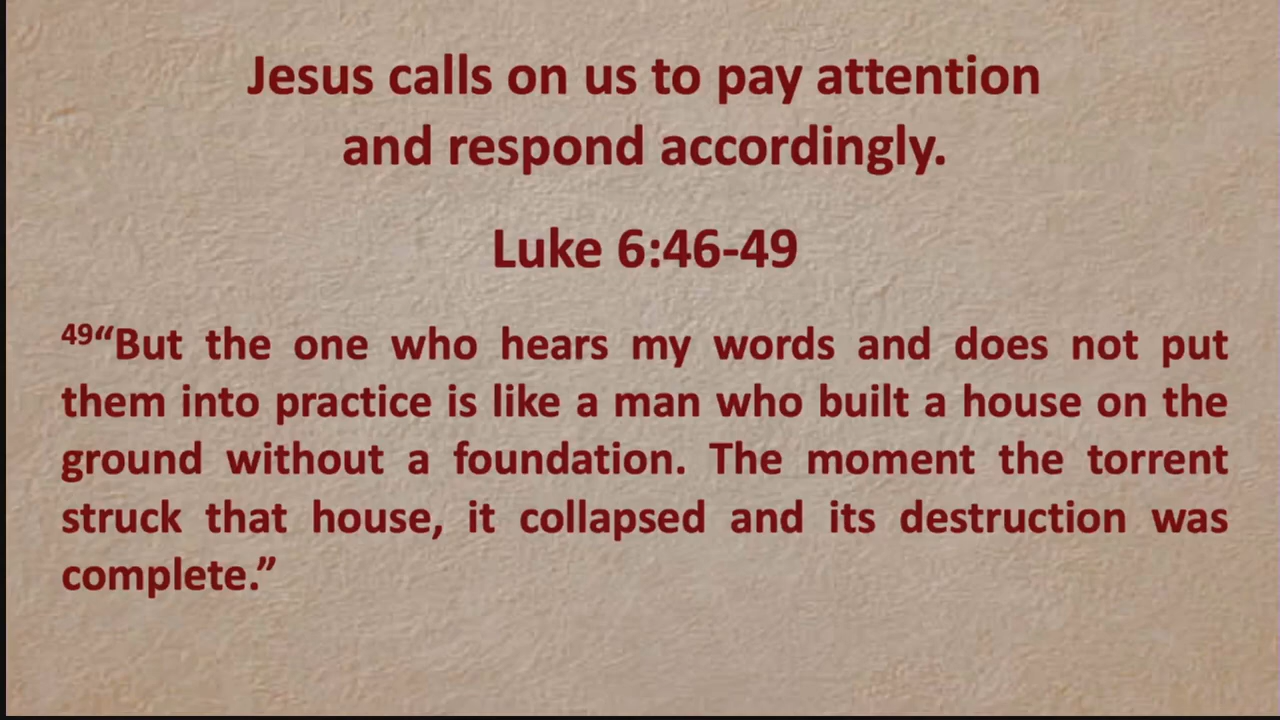 Jesus calls on us to pay attention
and respond accordingly.
Luke 6:46-49
⁴⁹“But the one who hears my words and does not put
them into practice is like a man who built a house on the
ground without a foundation. The moment the torrent
struck that house, it collapsed and its destruction was
complete.”